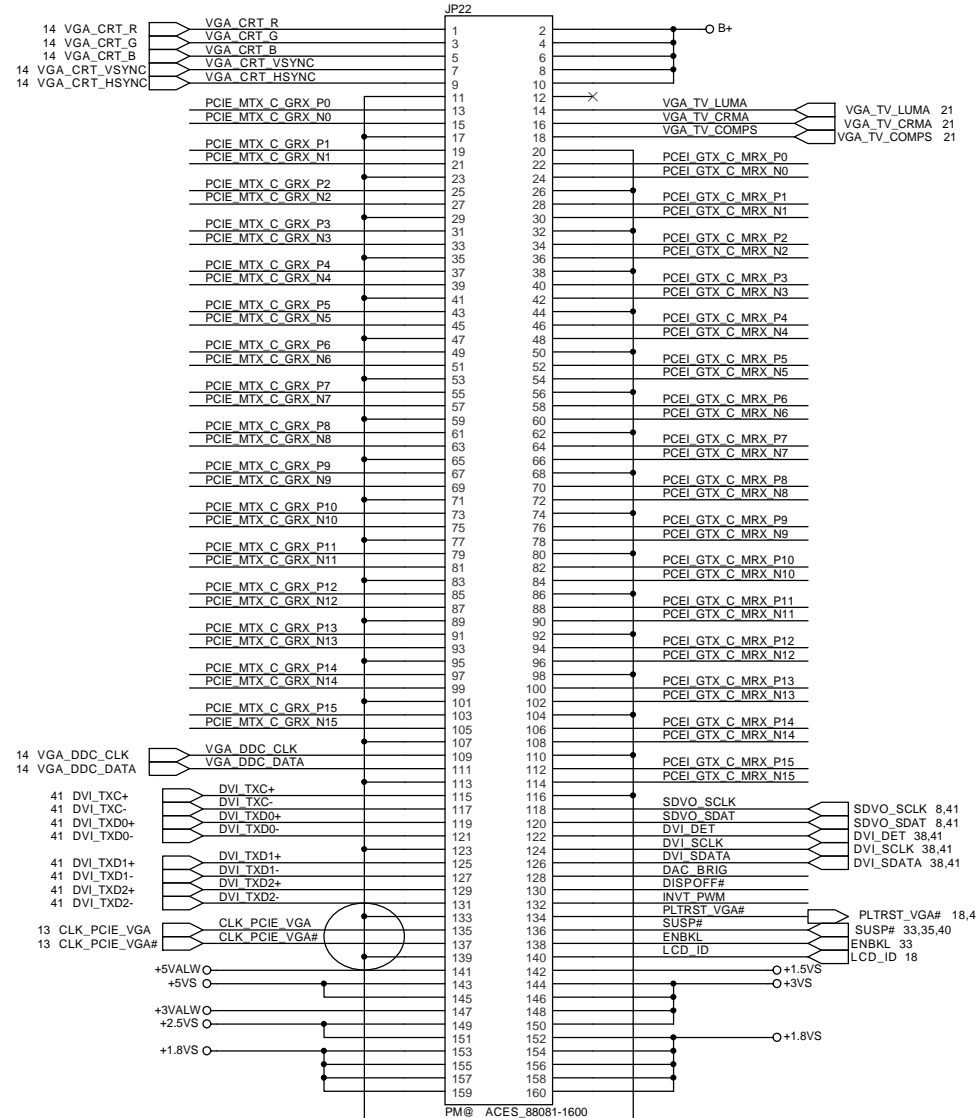 JP22
14 VGA_CRT_R VGA_CRT_R 1 2 B+
14 VGA_CRT_G VGA_CRT_G 3 4
14 VGA_CRT_B VGA_CRT_B 5 6
14 VGA_CRT_VSYNC VGA_CRT_VSYNC 7 8
14 VGA_CRT_HSYNC VGA_CRT_HSYNC 9 10
11 12
PCIE_MTX_C_GRX_P0 13 14 VGA_TV_LUMA VGA_TV_LUMA 21
PCIE_MTX_C_GRX_N0 15 16 VGA_TV_CRMA VGA_TV_CRMA 21
17 18 VGA_TV_COMPS VGA_TV_COMPS 21
PCIE_MTX_C_GRX_P1 19 20
PCIE_MTX_C_GRX_N1 21 22 PCEI_GTX_C_MRX_P0
23 24 PCEI_GTX_C_MRX_N0
PCIE_MTX_C_GRX_P2 25 26
PCIE_MTX_C_GRX_N2 27 28 PCEI_GTX_C_MRX_P1
29 30 PCEI_GTX_C_MRX_N1
PCIE_MTX_C_GRX_P3 31 32
PCIE_MTX_C_GRX_N3 33 34 PCEI_GTX_C_MRX_P2
35 36 PCEI_GTX_C_MRX_N2
PCIE_MTX_C_GRX_P4 37 38
PCIE_MTX_C_GRX_N4 39 40 PCEI_GTX_C_MRX_P3
41 42 PCEI_GTX_C_MRX_N3
PCIE_MTX_C_GRX_P5 43 44
PCIE_MTX_C_GRX_N5 45 46 PCEI_GTX_C_MRX_P4
47 48 PCEI_GTX_C_MRX_N4
PCIE_MTX_C_GRX_P6 49 50
PCIE_MTX_C_GRX_N6 51 52 PCEI_GTX_C_MRX_P5
53 54 PCEI_GTX_C_MRX_N5
PCIE_MTX_C_GRX_P7 55 56
PCIE_MTX_C_GRX_N7 57 58 PCEI_GTX_C_MRX_P6
59 60 PCEI_GTX_C_MRX_N6
PCIE_MTX_C_GRX_P8 61 62
PCIE_MTX_C_GRX_N8 63 64 PCEI_GTX_C_MRX_P7
65 66 PCEI_GTX_C_MRX_N7
PCIE_MTX_C_GRX_P9 67 68
PCIE_MTX_C_GRX_N9 69 70 PCEI_GTX_C_MRX_P8
71 72 PCEI_GTX_C_MRX_N8
PCIE_MTX_C_GRX_P10 73 74
PCIE_MTX_C_GRX_N10 75 76 PCEI_GTX_C_MRX_P9
77 78 PCEI_GTX_C_MRX_N9
PCIE_MTX_C_GRX_P11 79 80
PCIE_MTX_C_GRX_N11 81 82 PCEI_GTX_C_MRX_P10
83 84 PCEI_GTX_C_MRX_N10
PCIE_MTX_C_GRX_P12 85 86
PCIE_MTX_C_GRX_N12 87 88 PCEI_GTX_C_MRX_P11
89 90 PCEI_GTX_C_MRX_N11
PCIE_MTX_C_GRX_P13 91 92
PCIE_MTX_C_GRX_N13 93 94 PCEI_GTX_C_MRX_P12
95 96 PCEI_GTX_C_MRX_N12
PCIE_MTX_C_GRX_P14 97 98
PCIE_MTX_C_GRX_N14 99 100 PCEI_GTX_C_MRX_P13
101 102 PCEI_GTX_C_MRX_N13
PCIE_MTX_C_GRX_P15 103 104
PCIE_MTX_C_GRX_N15 105 106 PCEI_GTX_C_MRX_P14
107 108 PCEI_GTX_C_MRX_N14
14 VGA_DDC_CLK VGA_DDC_CLK 109 110
14 VGA_DDC_DATA VGA_DDC_DATA 111 112 PCEI_GTX_C_MRX_P15
113 114 PCEI_GTX_C_MRX_N15
41 DVI_TXC+ DVI_TXC+ 115 116
41 DVI_TXC- DVI_TXC- 117 118 SDVO_SCLK SDVO_SCLK 8,41
41 DVI_TXD0+ DVI_TXD0+ 119 120 SDVO_SDAT SDVO_SDAT 8,41
41 DVI_TXD0- DVI_TXD0- 121 122 DVI_DET DVI_DET 38,41
123 124 DVI_SCLK DVI_SCLK 38,41
41 DVI_TXD1+ DVI_TXD1+ 125 126 DVI_SDATA DVI_SDATA 38,41
41 DVI_TXD1- DVI_TXD1- 127 128 DAC_BRIG
41 DVI_TXD2+ DVI_TXD2+ 129 130 DISPOFF#
41 DVI_TXD2- DVI_TXD2- 131 132 INVT_PWM
133 134 PLTRST_VGA# PLTRST_VGA# 18,4
13 CLK_PCIE_VGA CLK_PCIE_VGA 135 136 SUSP# SUSP# 33,35,40
13 CLK_PCIE_VGA# CLK_PCIE_VGA# 137 138 ENBKL ENBKL 33
139 140 LCD_ID LCD_ID 18
+5VALW 141 142 +1.5VS
+5VS 143 144 +3VS
145 146
+3VALW 147 148
+2.5VS 149 150
151 152 +1.8VS
+1.8VS 153 154
155 156
157 158
159 160
PM@ ACES_88081-1600